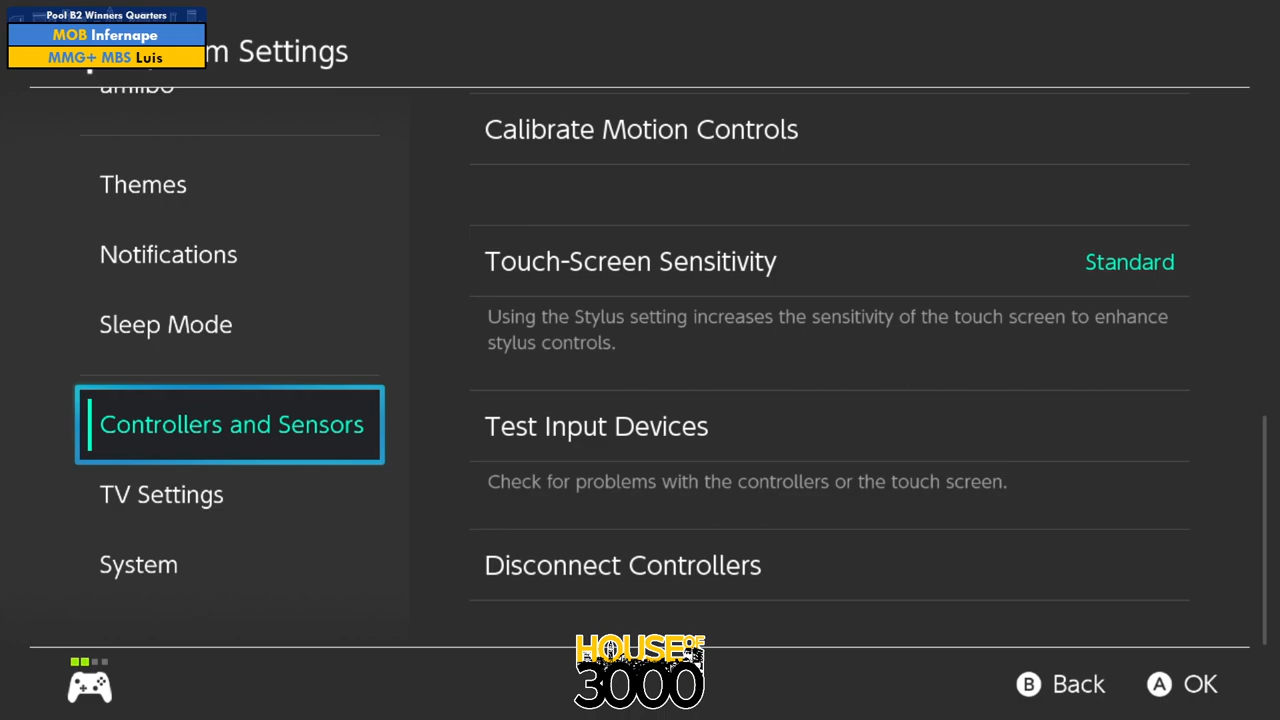 Pool B2 Winners Quarters
MOB Infernape
MMG+ MBS Luis
m Settings
amiibo
Themes
Notifications
Sleep Mode
Controllers and Sensors
TV Settings
System
Calibrate Motion Controls
Touch-Screen Sensitivity Standard
Using the Stylus setting increases the sensitivity of the touch screen to enhance
stylus controls.
Test Input Devices
Check for problems with the controllers or the touch screen.
Disconnect Controllers
HOUSE OF
3000
B Back A OK